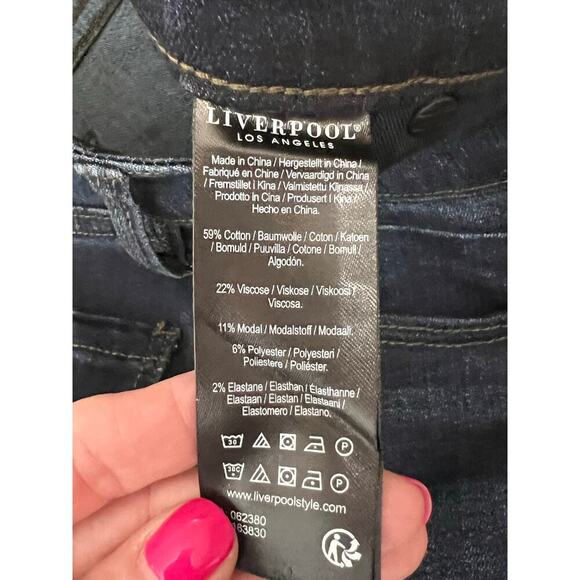 LIVERPOOL®
LOS ANGELES
Made in China / Hergestellt in China /
Fabriqué en Chine / Vervaardigd in China
/ Fremstillet i Kina / Valmistettu Kiinassa /
Prodotto in Cina / Produsert i Kina /
Hecho en China.
59% Cotton / Baumwolle / Coton / Katoen
/ Bomuld / Puuvilla / Cotone / Bomull /
Algodón.
22% Viscose / Viskose / Viskoosi /
Viscosa.
11% Modal / Modalstoff / Modaali.
6% Polyester / Polyesteri /
Poliestere / Poliéster.
2% Elastane / Elasthan / Élasthanne /
Elastaan / Elastan / Elastaani /
Elastomero / Elastano.
30 P
30C P
www.liverpoolstyle.com
062380
163830